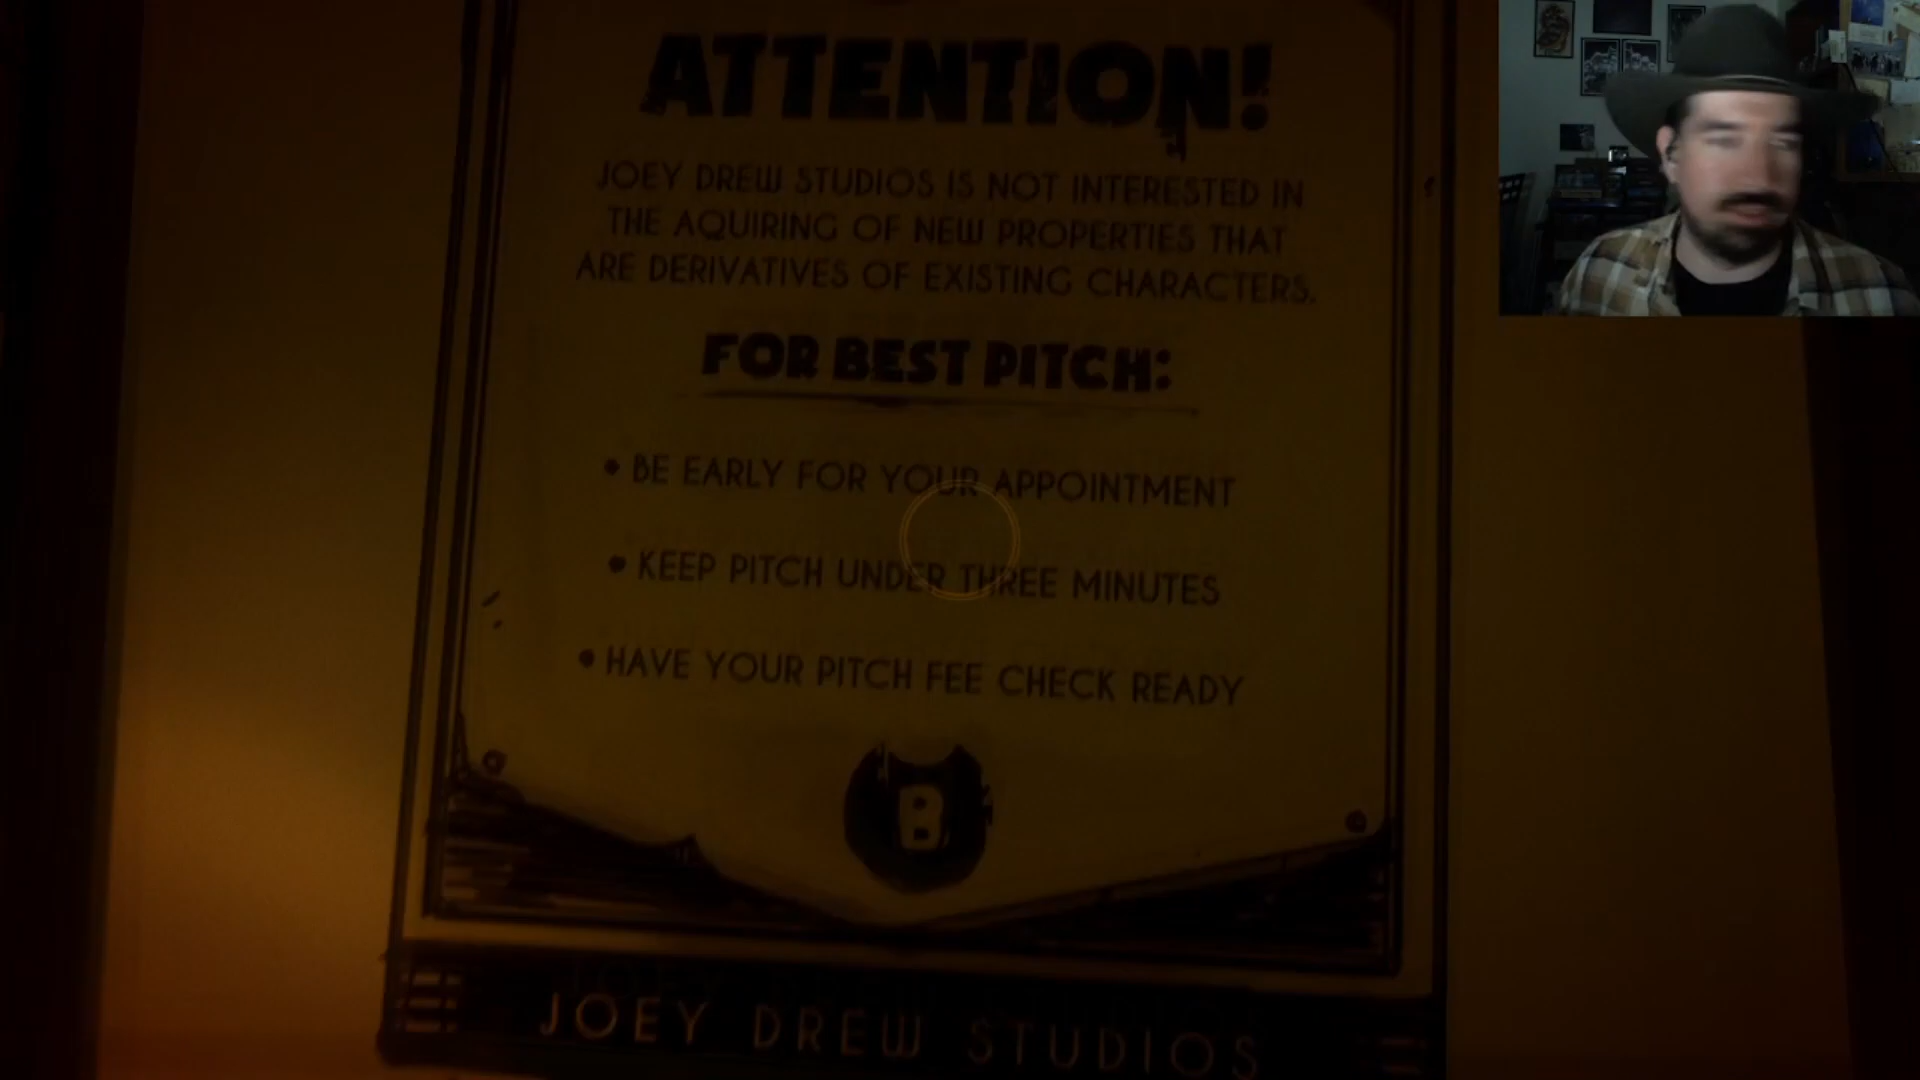 ATTENTION!
JOEY DREW STUDIOS IS NOT INTERESTED IN
THE AQUIRING OF NEW PROPERTIES THAT
ARE DERIVATIVES OF EXISTING CHARACTERS.
FOR BEST PITCH:
• BE EARLY FOR YOUR APPOINTMENT
• KEEP PITCH UNDER THREE MINUTES
• HAVE YOUR PITCH FEE CHECK READY
B
JOEY DREW STUDIOS